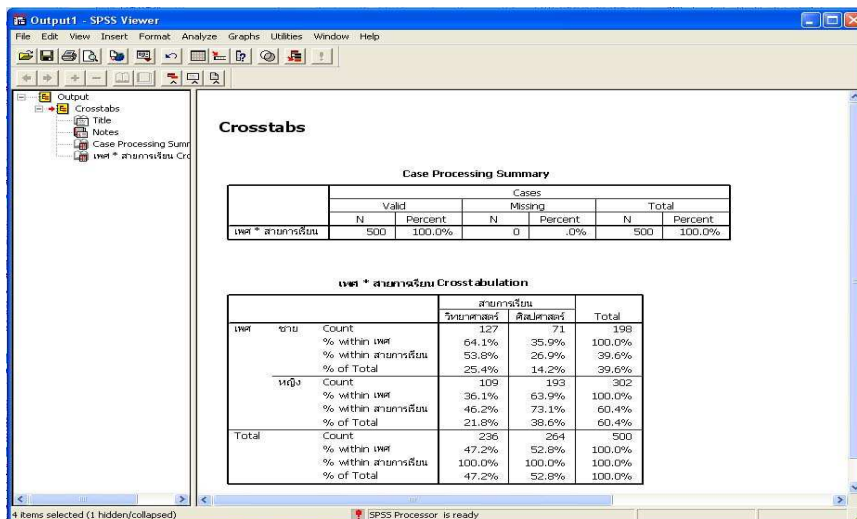 Output1 - SPSS Viewer
File Edit View Insert Format Analyze Graphs Utilities Window Help
Output
Crosstabs
Title
Notes
Case Processing Summ
เพศ * สายการเรียน Cro
Crosstabs
Case Processing Summary
Cases
Valid Missing Total
N Percent N Percent N Percent
เพศ * สายการเรียน 500 100.0% 0 .0% 500 100.0%
เพศ * สายการเรียน Crosstabulation
สายการเรียน
วิทยาศาสตร์ ศิลปศาสตร์ Total
เพศ ชาย Count 127 71 198
% within เพศ 64.1% 35.9% 100.0%
% within สายการเรียน 53.8% 26.9% 39.6%
% of Total 25.4% 14.2% 39.6%
หญิง Count 109 193 302
% within เพศ 36.1% 63.9% 100.0%
% within สายการเรียน 46.2% 73.1% 60.4%
% of Total 21.8% 38.6% 60.4%
Total Count 236 264 500
% within เพศ 47.2% 52.8% 100.0%
% within สายการเรียน 100.0% 100.0% 100.0%
% of Total 47.2% 52.8% 100.0%
4 items selected (1 hidden/collapsed) SPSS Processor is ready